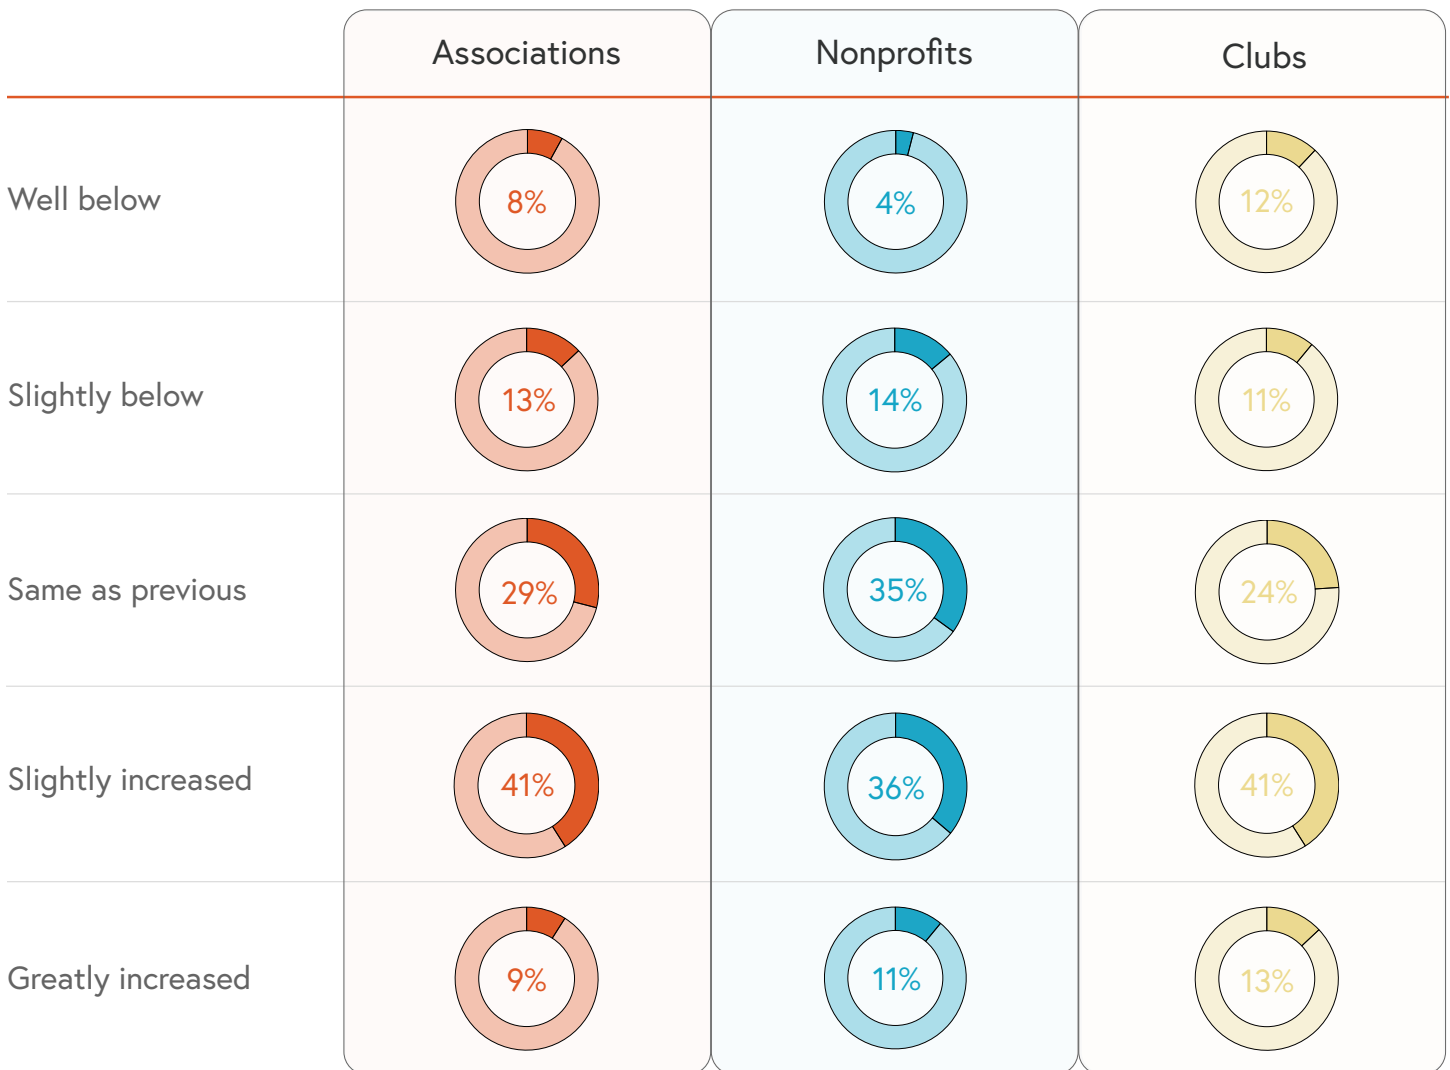 Associations Nonprofits Clubs
Well below 8% 4% 12%
Slightly below 13% 14% 11%
Same as previous 29% 35% 24%
Slightly increased 41% 36% 41%
Greatly increased 9% 11% 13%